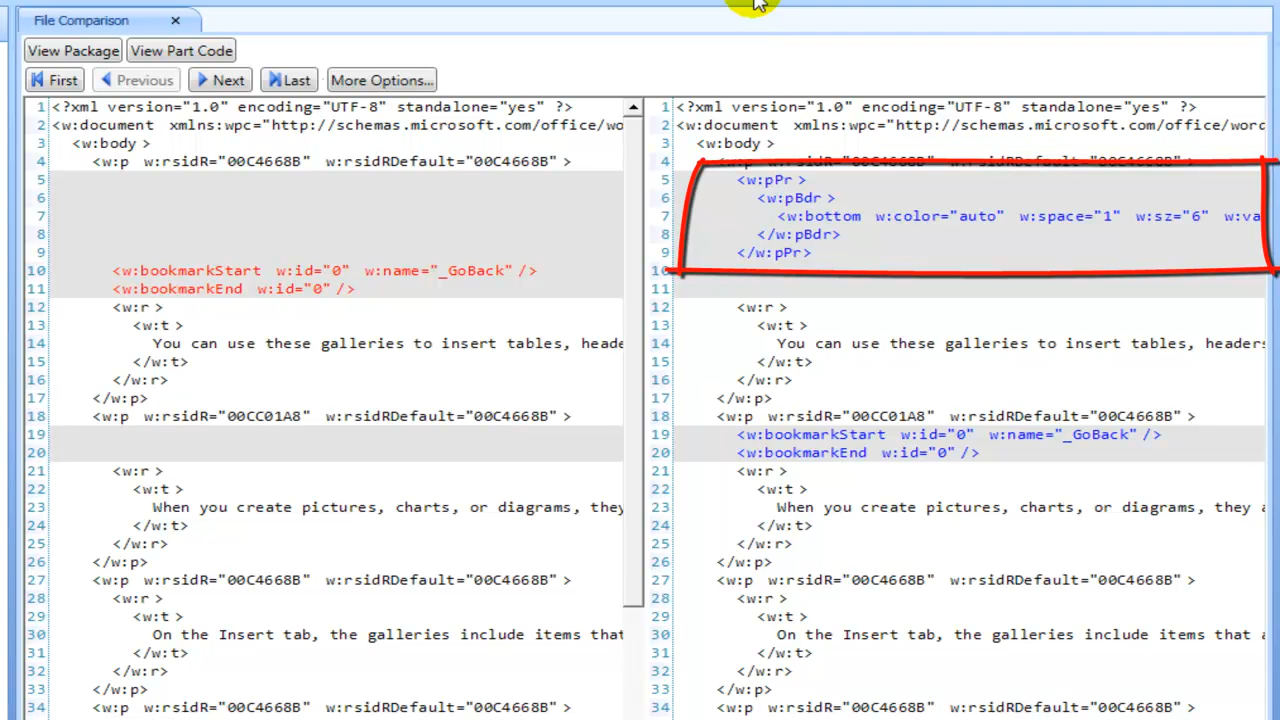 File Comparison ×
View Package View Part Code
First Previous Next Last More Options...
1 <?xml version="1.0" encoding="UTF-8" standalone="yes" ?>
2 <w:document xmlns:wpc="http://schemas.microsoft.com/office/wo
3 <w:body >
4 <w:p w:rsidR="00C4668B" w:rsidRDefault="00C4668B" >
5
6
7
8
9
10 <w:bookmarkStart w:id="0" w:name="_GoBack" />
11 <w:bookmarkEnd w:id="0" />
12 <w:r >
13 <w:t >
14 You can use these galleries to insert tables, heade
15 </w:t>
16 </w:r>
17 </w:p>
18 <w:p w:rsidR="00CC01A8" w:rsidRDefault="00C4668B" >
19
20
21 <w:r >
22 <w:t >
23 When you create pictures, charts, or diagrams, they
24 </w:t>
25 </w:r>
26 </w:p>
27 <w:p w:rsidR="00C4668B" w:rsidRDefault="00C4668B" >
28 <w:r >
29 <w:t >
30 On the Insert tab, the galleries include items that
31 </w:t>
32 </w:r>
33 </w:p>
34 <w:p w:rsidR="00C4668B" w:rsidRDefault="00C4668B" >
1 <?xml version="1.0" encoding="UTF-8" standalone="yes" ?>
2 <w:document xmlns:wpc="http://schemas.microsoft.com/office/word
3 <w:body >
4 <w:p w:rsidR="00C4668B" w:rsidRDefault="00C4668B" >
5 <w:pPr >
6 <w:pBdr >
7 <w:bottom w:color="auto" w:space="1" w:sz="6" w:va
8 </w:pBdr>
9 </w:pPr>
10
11
12 <w:r >
13 <w:t >
14 You can use these galleries to insert tables, headers
15 </w:t>
16 </w:r>
17 </w:p>
18 <w:p w:rsidR="00CC01A8" w:rsidRDefault="00C4668B" >
19 <w:bookmarkStart w:id="0" w:name="_GoBack" />
20 <w:bookmarkEnd w:id="0" />
21 <w:r >
22 <w:t >
23 When you create pictures, charts, or diagrams, they a
24 </w:t>
25 </w:r>
26 </w:p>
27 <w:p w:rsidR="00C4668B" w:rsidRDefault="00C4668B" >
28 <w:r >
29 <w:t >
30 On the Insert tab, the galleries include items that a
31 </w:t>
32 </w:r>
33 </w:p>
34 <w:p w:rsidR="00C4668B" w:rsidRDefault="00C4668B" >